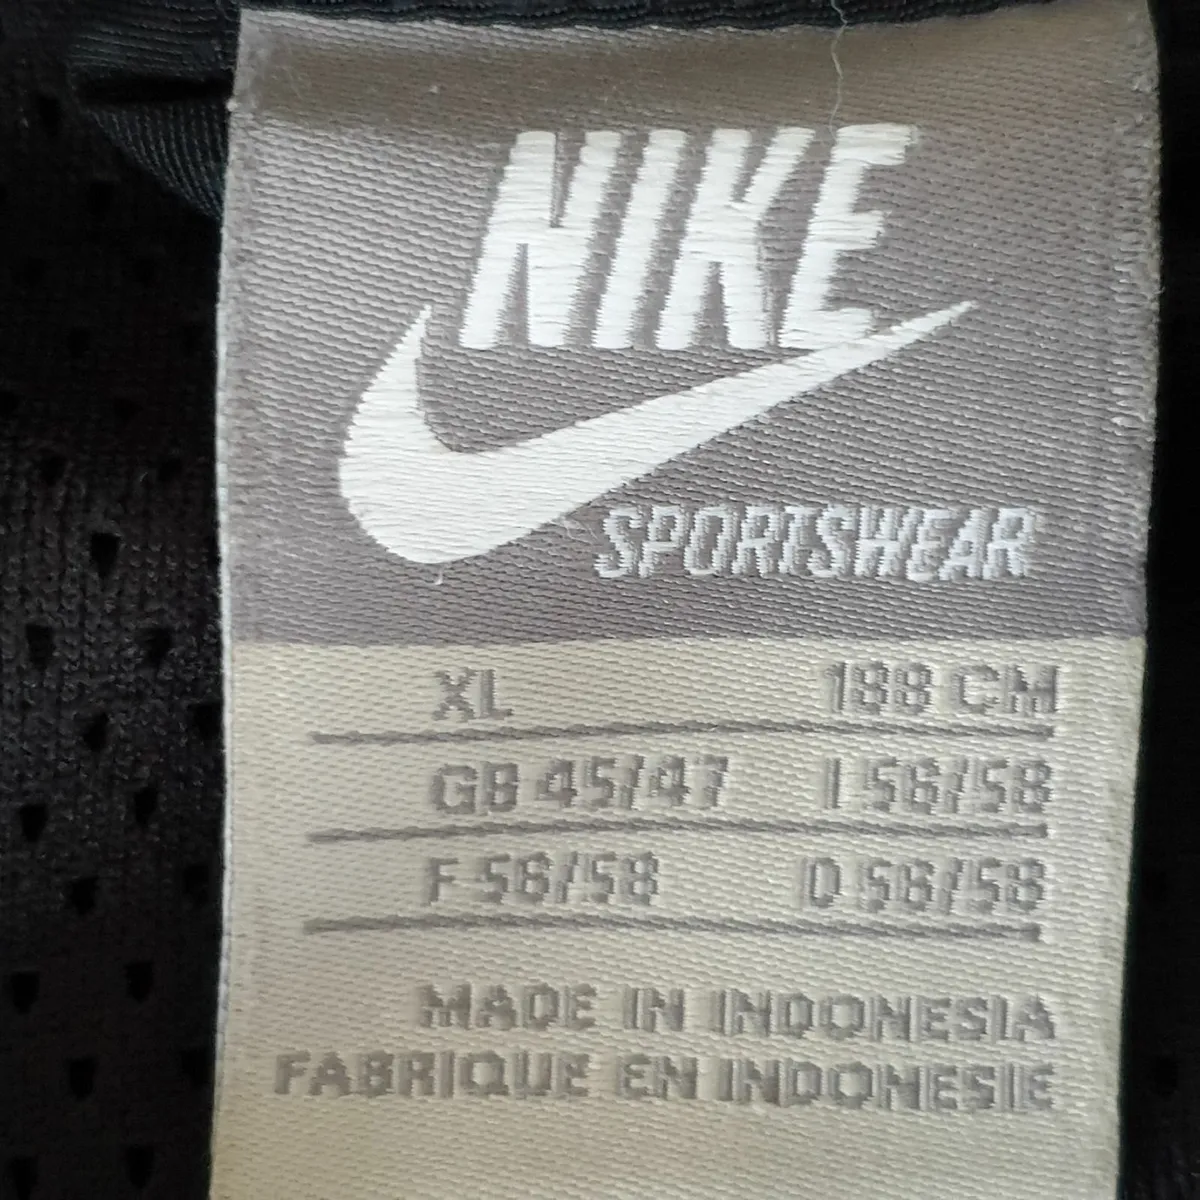 NIKE
SPORTSWEAR
XL 188 CM
GB 45/47 I 56/58
F 56/58 D 56/58
MADE IN INDONESIA
FABRIQUE EN INDONESIE